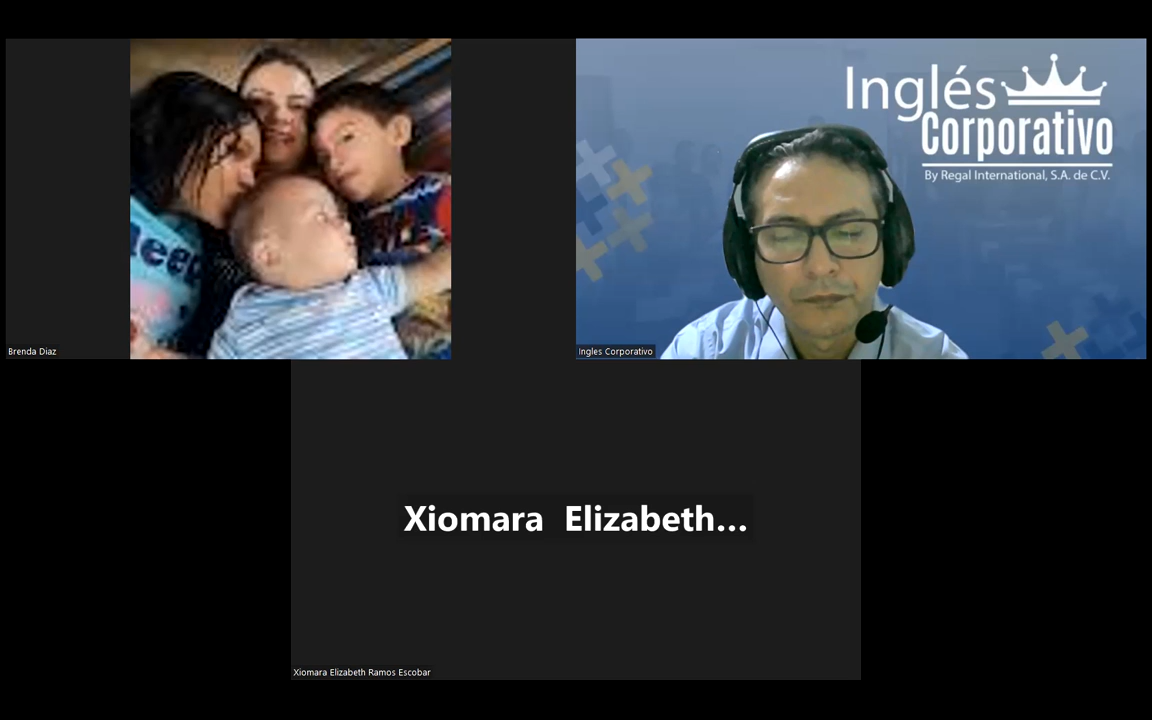 Inglés
Corporativo
By Regal International, S.A. de C.V.
Brenda Diaz
Ingles Corporativo
Xiomara Elizabeth...
Xiomara Elizabeth Ramos Escobar